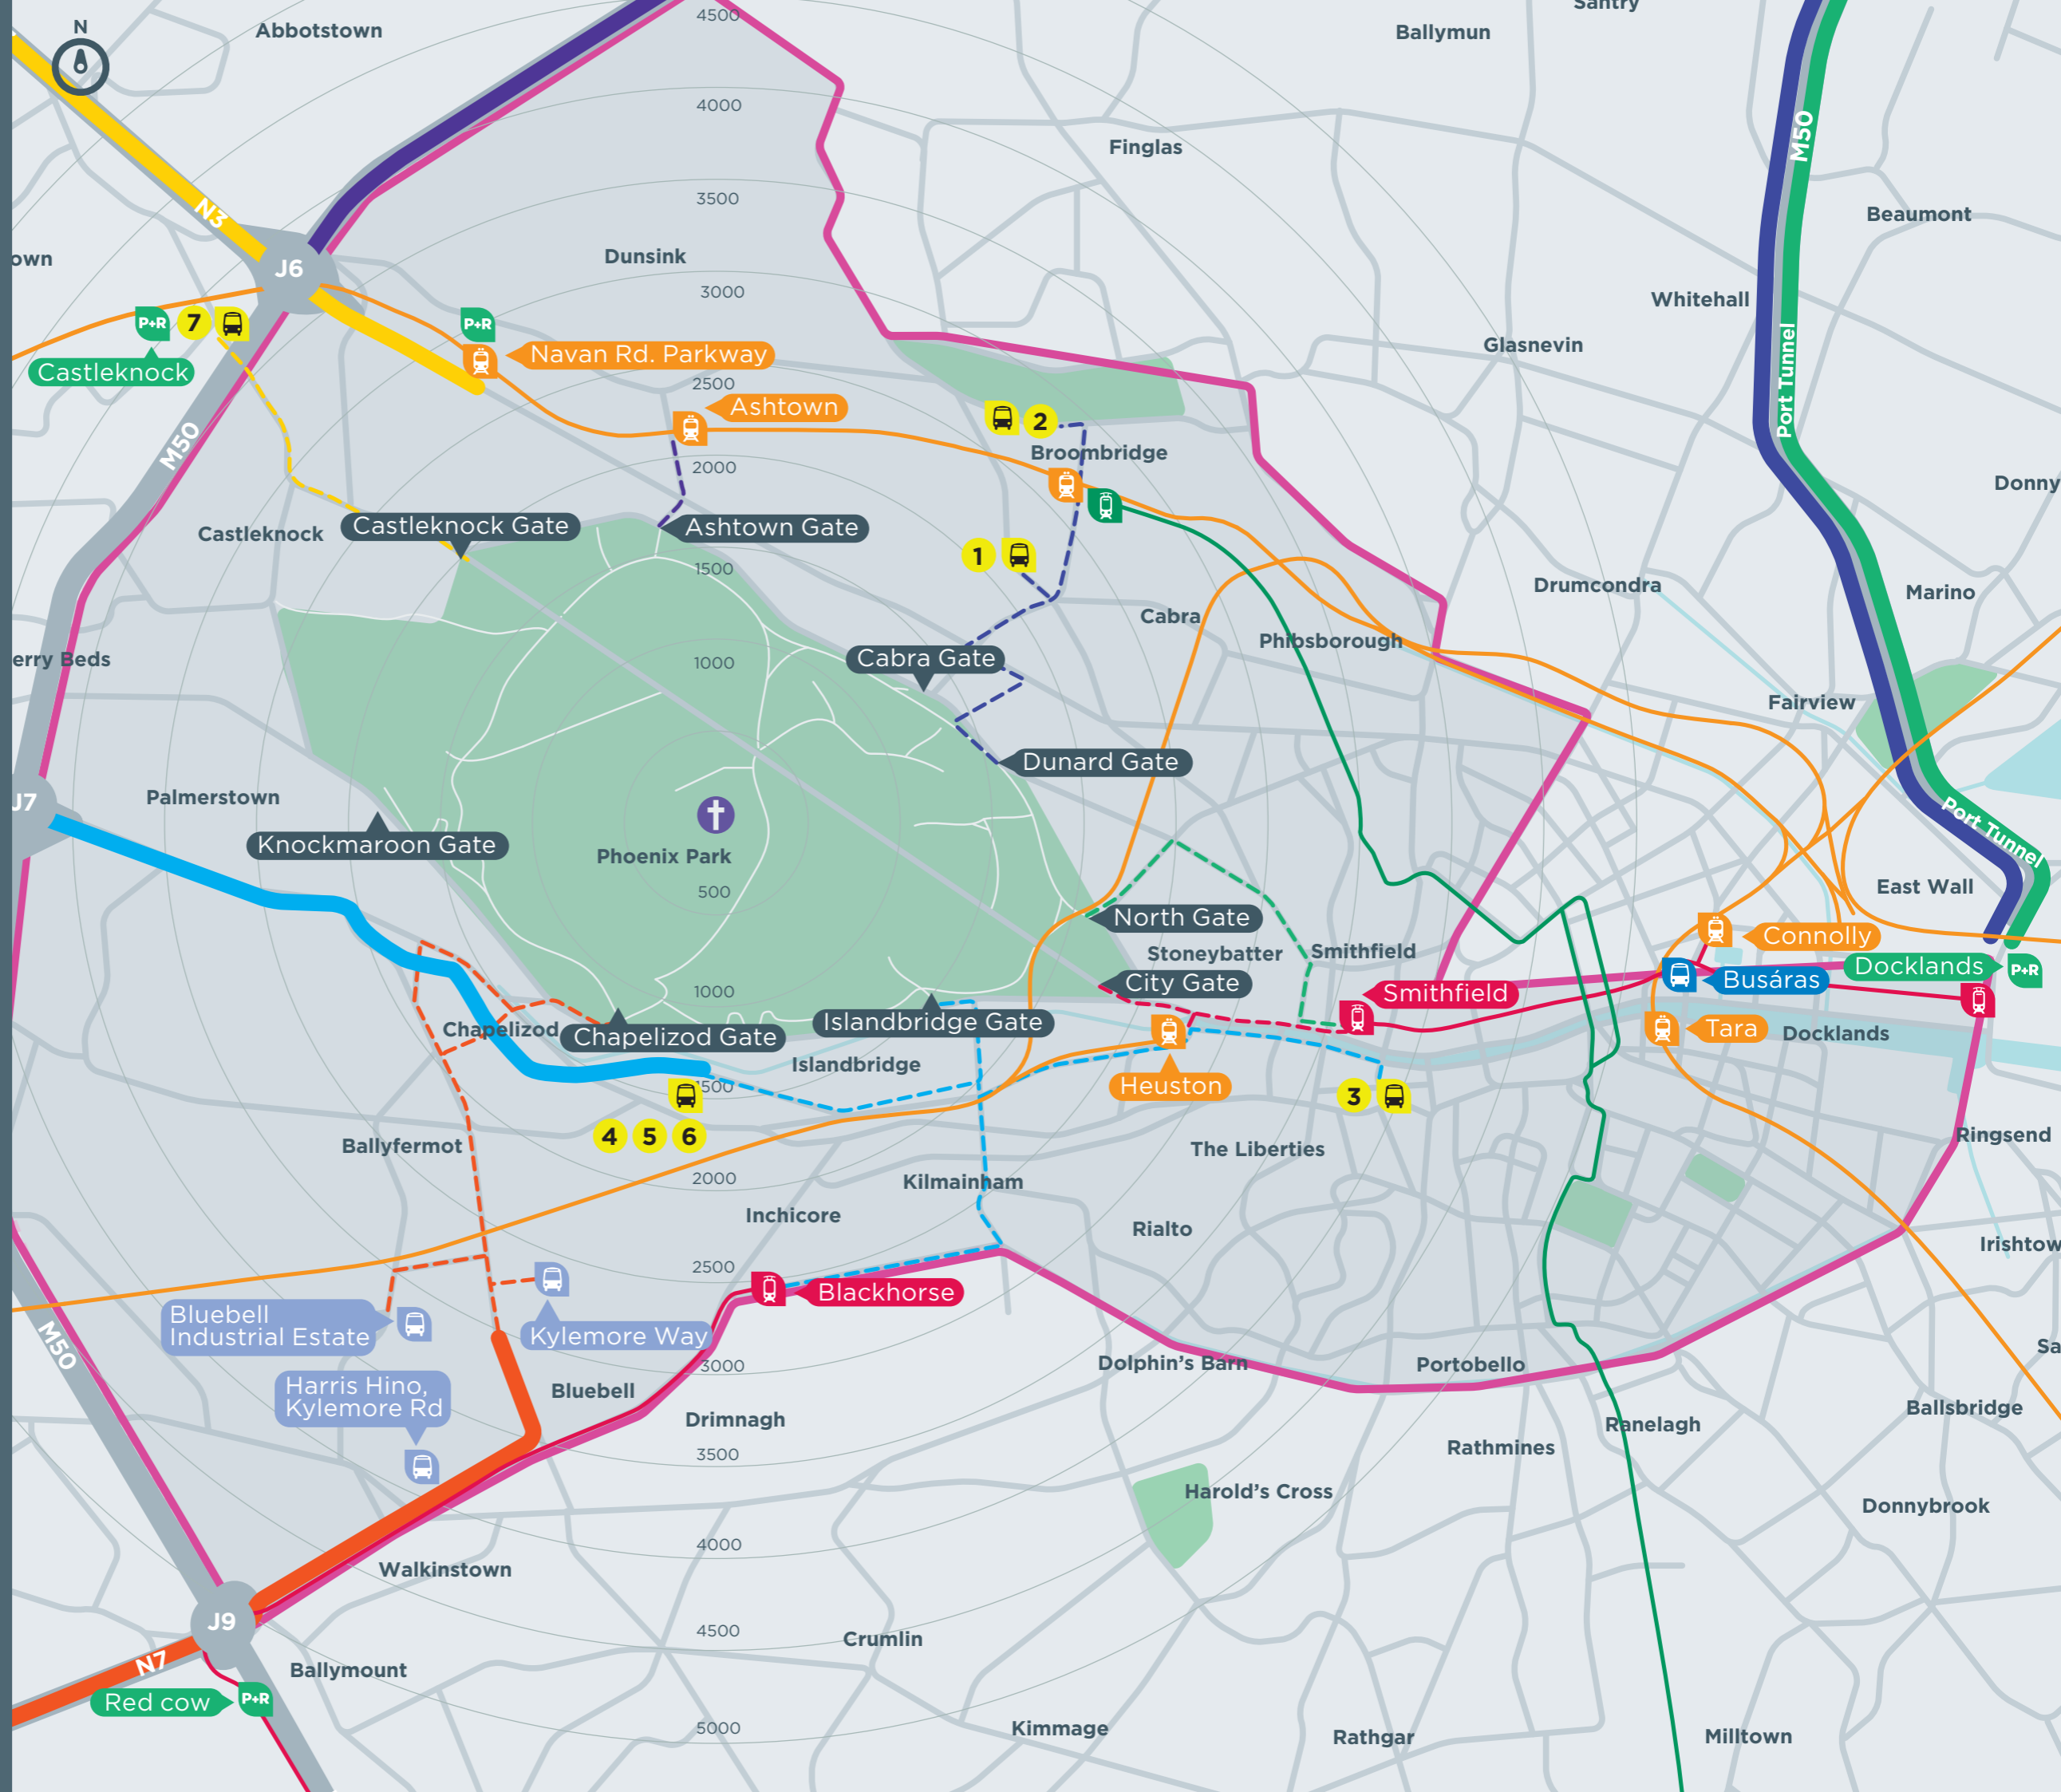 N
Abbotstown
4500
Ballymun
Santry
4000
M50
Finglas
3500
N3
Beaumont
own
Dunsink
J6
3000
Whitehall
P+R
7
P+R
Castleknock
Navan Rd. Parkway
Glasnevin
Port Tunnel
2500
Ashtown
2
M50
Broombridge
2000
Donny
Castleknock
Castleknock Gate
Ashtown Gate
1
1500
Drumcondra
Marino
Cabra
Phibsborough
erry Beds
1000
Cabra Gate
Fairview
Dunard Gate
J7
Palmerstown
Port Tunnel
Knockmaroon Gate
Phoenix Park
500
East Wall
North Gate
Stoneybatter
Smithfield
Connolly
Docklands
P+R
City Gate
1000
Smithfield
Busáras
Chapelizod
Chapelizod Gate
Islandbridge Gate
Islandbridge
Tara
Docklands
1500
Heuston
3
4
5
6
Ballyfermot
The Liberties
Ringsend
2000
Kilmainham
Inchicore
Rialto
Irishtow
2500
Blackhorse
Bluebell
Industrial Estate
Kylemore Way
M50
3000
Dolphin's Barn
Portobello
Sa
Harris Hino,
Kylemore Rd
Bluebell
Drimnagh
Ballsbridge
Ranelagh
3500
Rathmines
Harold's Cross
Donnybrook
4000
Walkinstown
J9
4500
Crumlin
N7
Ballymount
Red cow
P+R
5000
Kimmage
Rathgar
Milltown